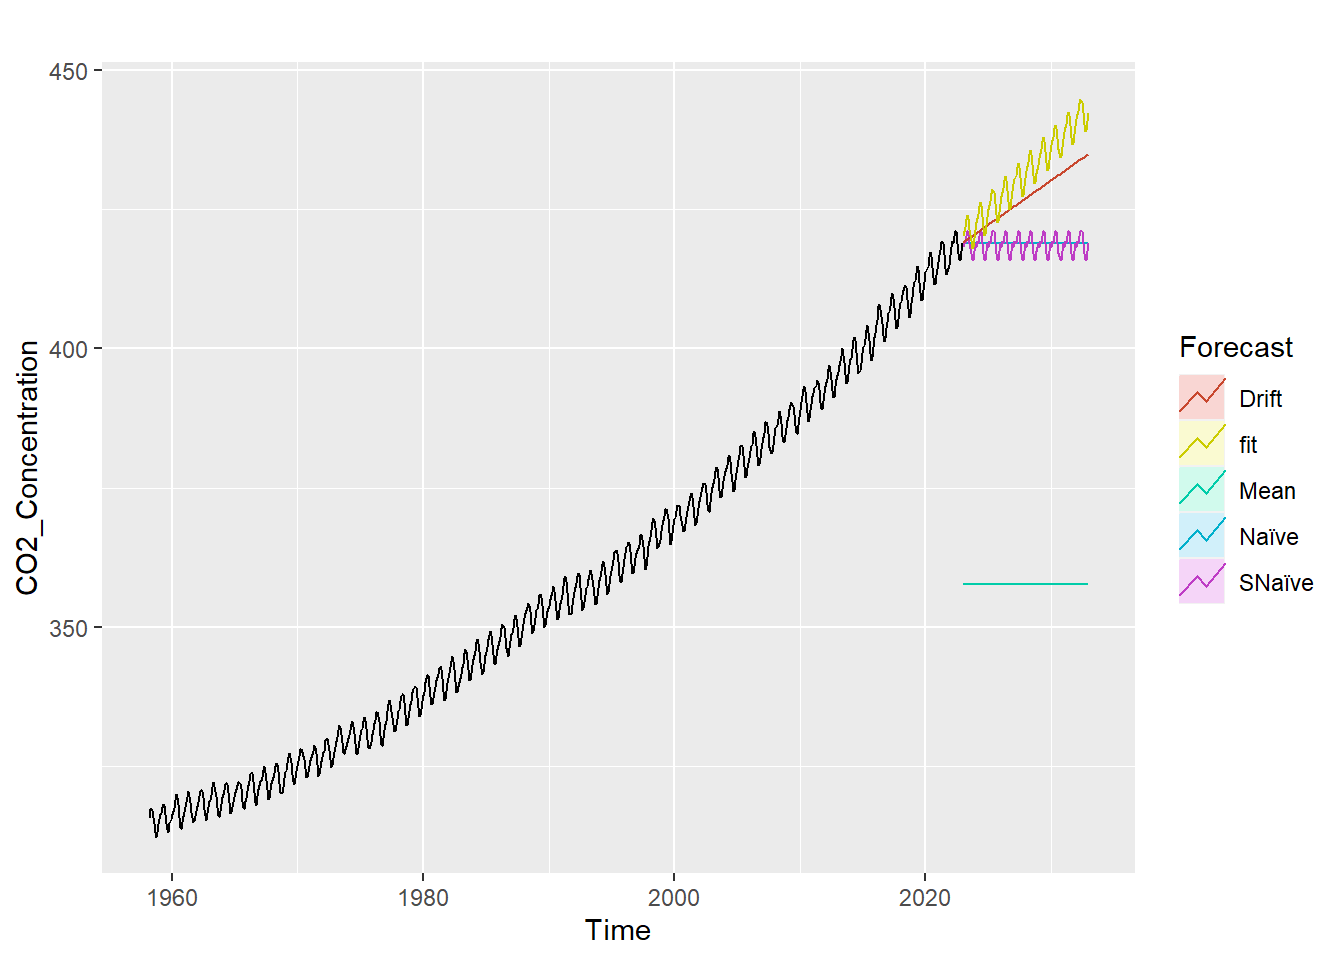 450
400
350
CO2_Concentration
1960
1980
2000
2020
Time
Forecast
Drift
fit
Mean
Naïve
SNaïve